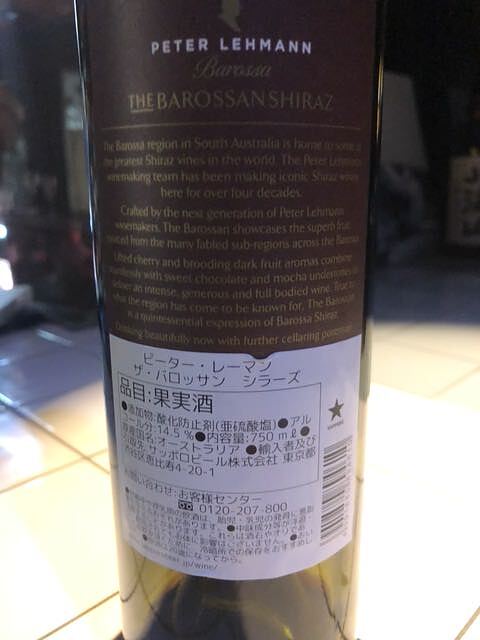 PETER LEHMANN
Barossa
THE BAROSSAN SHIRAZ
The Barossa region in South Australia is home to some of
the greatest Shiraz vines in the world. The Peter Lehmann
winemaking team has been making iconic Shiraz wines
here for over four decades.
Crafted by the next generation of Peter Lehmann
winemakers. The Barossan showcases the superb fruit
from the many fabled sub-regions across the Barossa.
Lifted cherry and brooding dark fruit aromas combine
seamlessly with sweet chocolate and mocha undertones to
deliver an intense, generous and full bodied wine. True to
what the region has come to be known for, The Barossan
is a quintessential expression of Barossa Shiraz.
Drinking beautifully now with further cellaring potential.
ピーター・レーマン
ザ・バロッサン シラーズ
品目:果実酒
●添加物:酸化防止剤(亜硫酸塩)●アル
コール分:14.5%●内容量:750ml●
原産国名:オーストラリア●輸入者及び
引取先:サッポロビール株式会社 東京都
渋谷区恵比寿4-20-1
お問い合わせ:お客様センター
0120-207-800